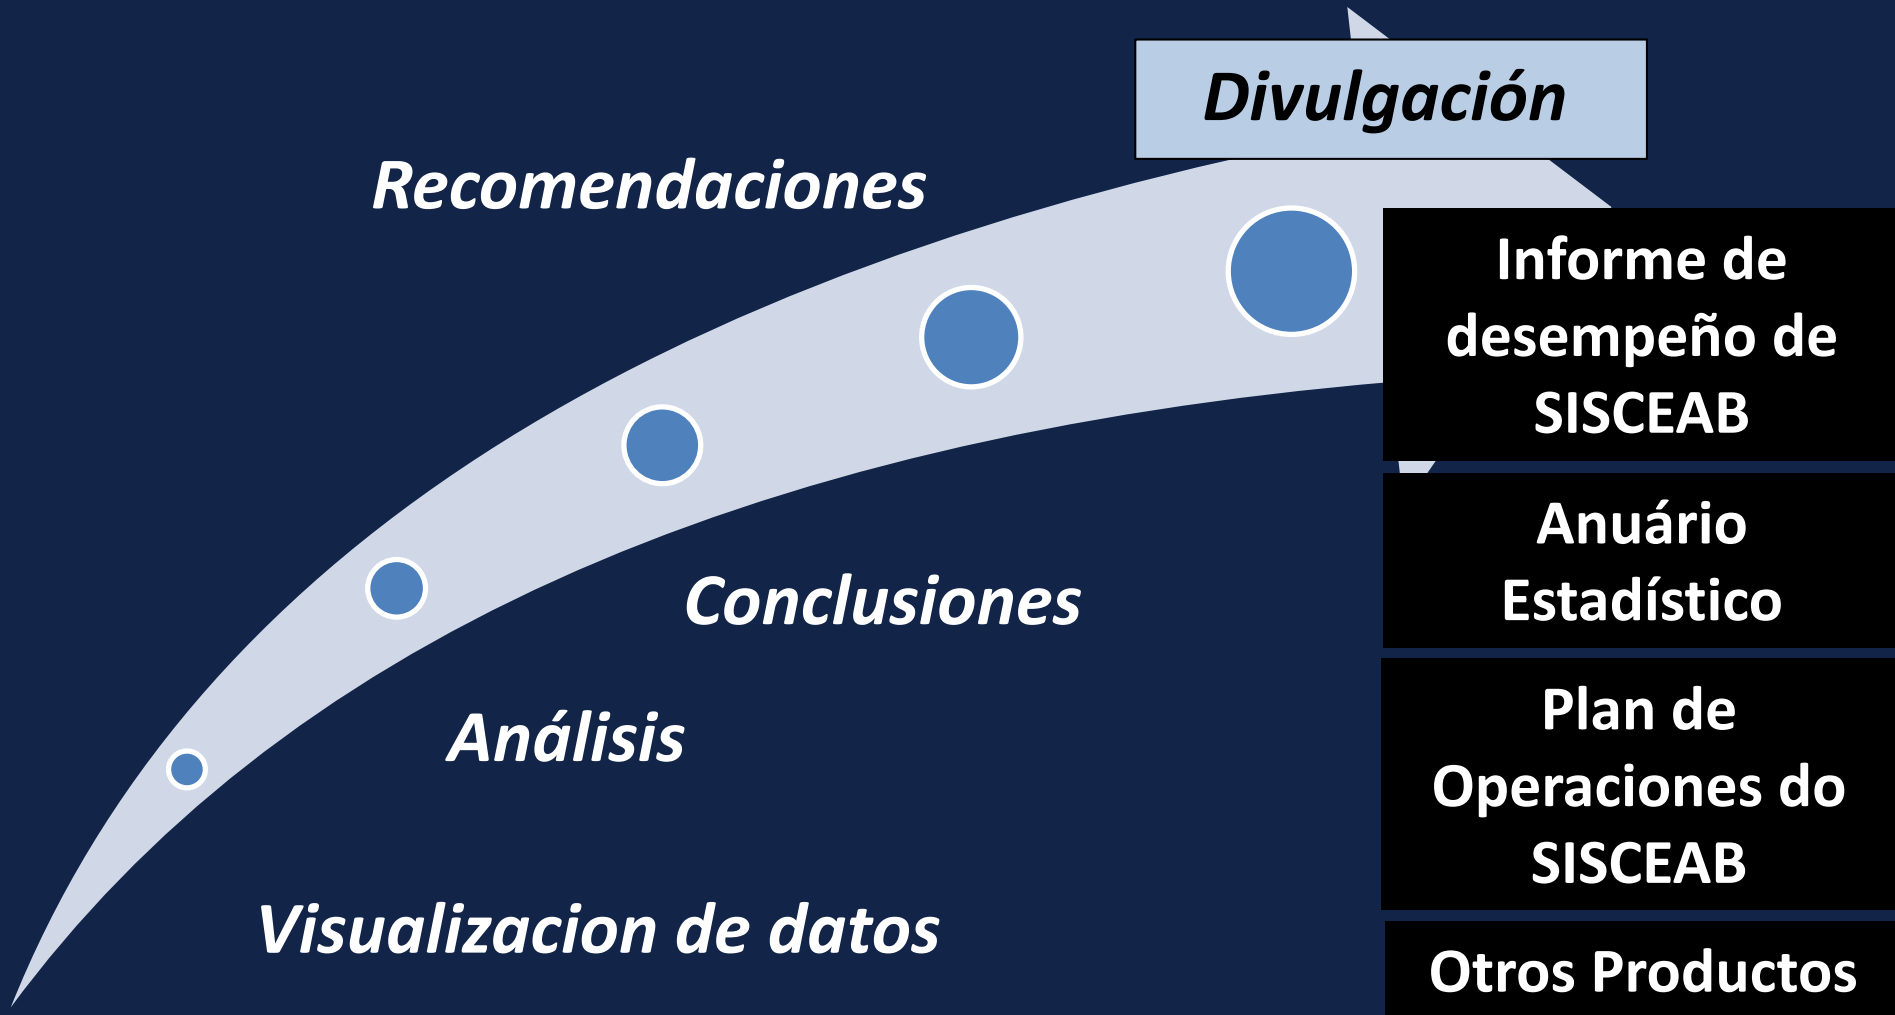 Divulgación
Recomendaciones
Informe de
desempeño de
SISCEAB
Anuário
Estadístico
Conclusiones
Análisis
Plan de
Operaciones do
SISCEAB
Visualizacion de datos
Otros Productos